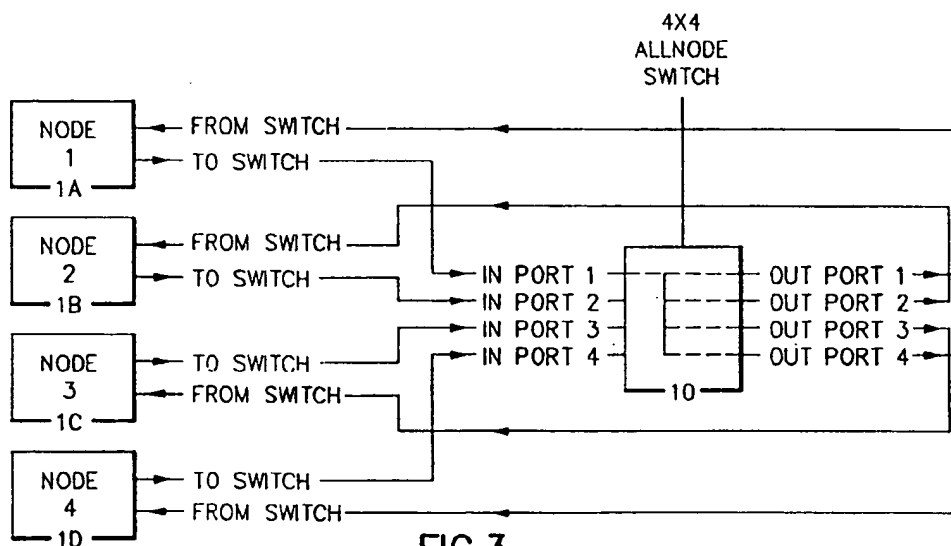 4X4
ALLNODE
SWITCH
NODE
1
1A
FROM SWITCH
TO SWITCH
NODE
2
1B
FROM SWITCH
TO SWITCH
NODE
3
1C
TO SWITCH
FROM SWITCH
NODE
4
1D
TO SWITCH
FROM SWITCH
IN PORT 1
IN PORT 2
IN PORT 3
IN PORT 4
10
OUT PORT 1
OUT PORT 2
OUT PORT 3
OUT PORT 4
FIG. 3